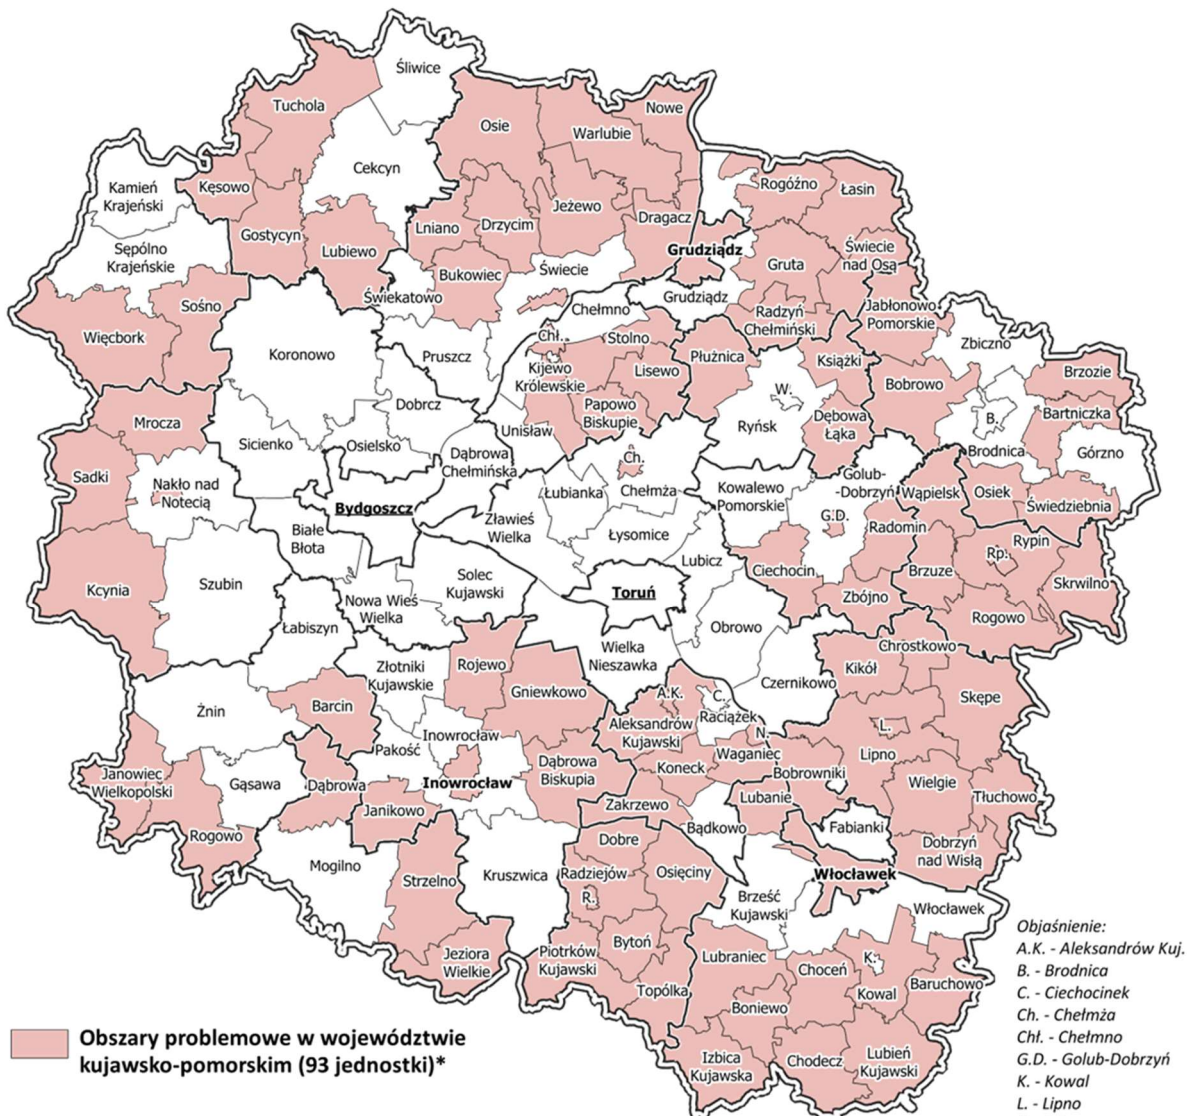 Śliwice
Tuchola
Nowe
Osie
Warlubie
Cekcyn
Kamień
Krajeński
Kęsowo
Rogóźno
Łasin
Jeżewo
Dragacz
Lniano
Drzycim
Gostycyn
Lubiewo
Sępólno
Krajeńskie
Grudziądz
Świecie
nad Osą
Gruta
Bukowiec
Świecie
Świekatowo
Grudziądz
Sośno
Chełmno
Jabłonowo
Pomorskie
Radzyń
Chełmiński
Więcbork
Chł.
Stolno
Zbiczno
Koronowo
Pruszcz
Płużnica
Książki
Kijewo
Królewskie
Lisewo
Brzozie
Bobrowo
W.
Dobrcz
Papowo
Biskupie
Bartniczka
Mrocza
Dębowa
Łąka
B.
Unisław
Ryńsk
Sicienko
Osielsko
Dąbrowa
Chełmińska
Brodnica
Górzno
Ch.
Sadki
Nakło nad
Notecią
Golub-
-Dobrzyń
Łubianka
Chełmża
Kowalewo
Pomorskie
Wąpielsk
Osiek
Świedziebnia
Bydgoszcz
Zławieś
Wielka
G.D.
Radomin
Białe
Błota
Łysomice
Rypin
Rp.
Lubicz
Ciechocin
Brzuze
Skrwilno
Kcynia
Szubin
Solec
Kujawski
Toruń
Zbójno
Nowa Wieś
Wielka
Rogowo
Łabiszyn
Obrowo
Wielka
Nieszawka
Chrostkowo
Złotniki
Kujawskie
Rojewo
Kikół
Czernikowo
Gniewkowo
A.K.
C.
Skępe
Żnin
Barcin
Raciążek
Aleksandrów
Kujawski
L.
N.
Inowrocław
Pakość
Waganiec
Lipno
Dąbrowa
Biskupia
Koneck
Bobrowniki
Janowiec
Wielkopolski
Gąsawa
Dąbrowa
Inowrocław
Wielgie
Tłuchowo
Lubanie
Janikowo
Zakrzewo
Bądkowo
Fabianki
Rogowo
Dobre
Dobrzyń
nad Wisłą
Mogilno
Strzelno
Kruszwica
Radziejów
Osięciny
Włocławek
R.
Brześć
Kujawski
Włocławek
Bytoń
Jeziora
Wielkie
Piotrków
Kujawski
Lubraniec
Choceń
K.
Topólka
Kowal
Baruchowo
Boniewo
Izbica
Kujawska
Chodecz
Lubień
Kujawski
Obszary problemowe w województwie
kujawsko-pomorskim (93 jednostki)*
Objaśnienie:
A.K. - Aleksandrów Kuj.
B. - Brodnica
C. - Ciechocinek
Ch. - Chełmża
Chł. - Chełmno
G.D. - Golub-Dobrzyń
K. - Kowal
L. - Lipno